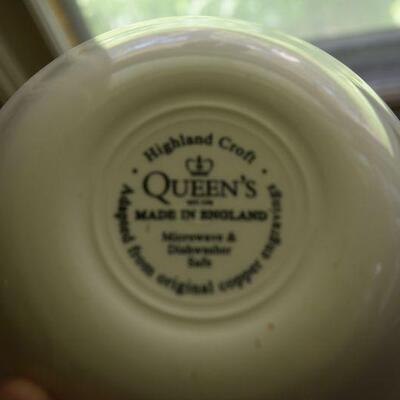 Highland Croft
QUEEN'S
MADE IN ENGLAND
Microwave &
Dishwasher
Safe
Adapted from original copper engravings